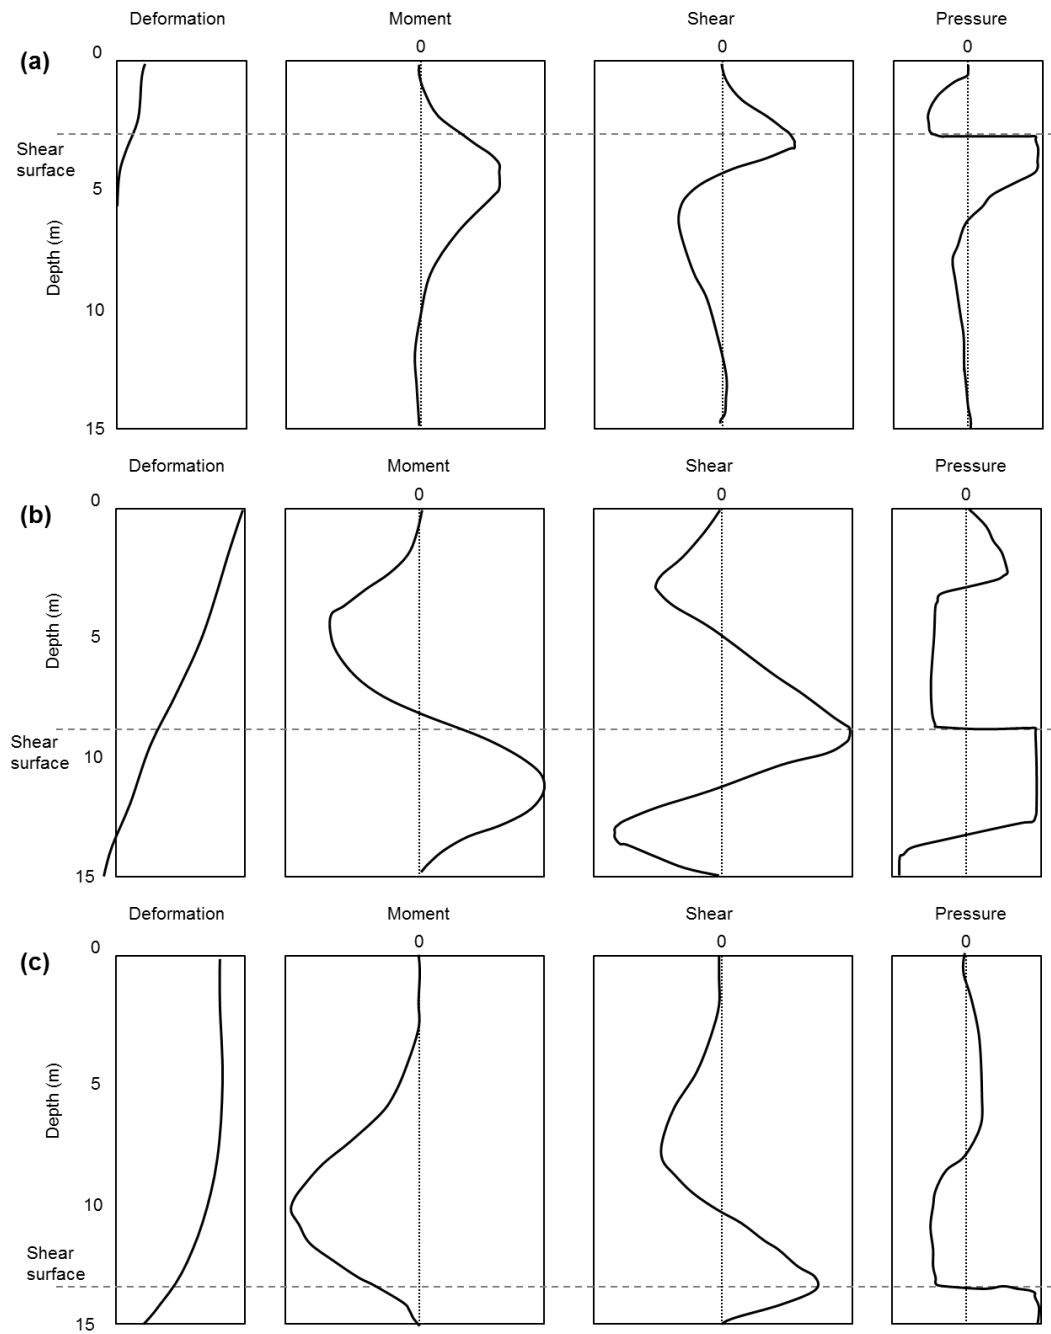 Deformation Moment Shear Pressure
0 0 0 0
(a)
Shear
surface
5
Depth (m)
10
15
Deformation Moment Shear Pressure
0 0 0 0
(b)
5
Depth (m)
Shear
surface
10
15
Deformation Moment Shear Pressure
0 0 0 0
(c)
5
Depth (m)
10
Shear
surface
15